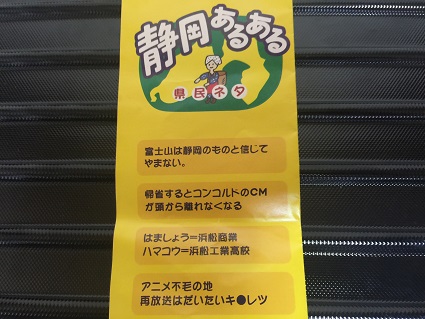 静岡あるある
県民ネタ
富士山は静岡のものと信じて
やまない。
帰省するとコンコルドのCM
が頭から離れなくなる
はましょう=浜松商業
ハマコウ=浜松工業高校
アニメ不毛の地
再放送はだいたいキ●レツ